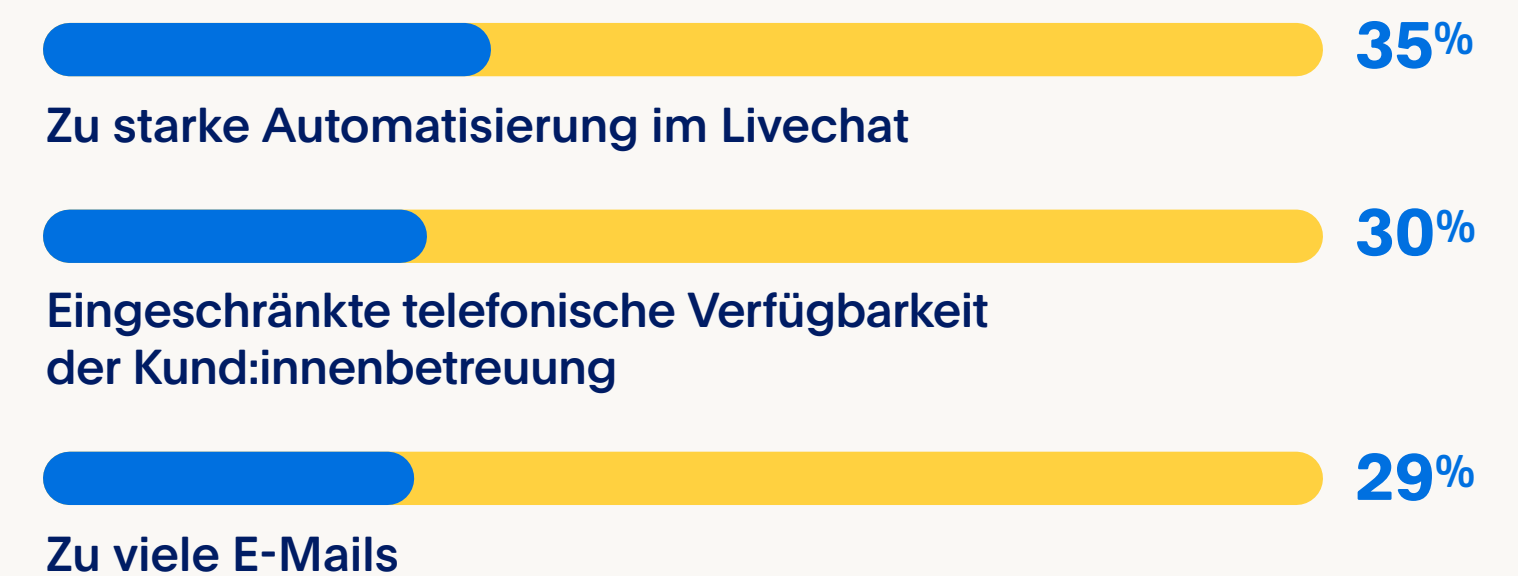 35%
Zu starke Automatisierung im Livechat
30%
Eingeschränkte telefonische Verfügbarkeit
der Kund:innenbetreuung
29%
Zu viele E-Mails